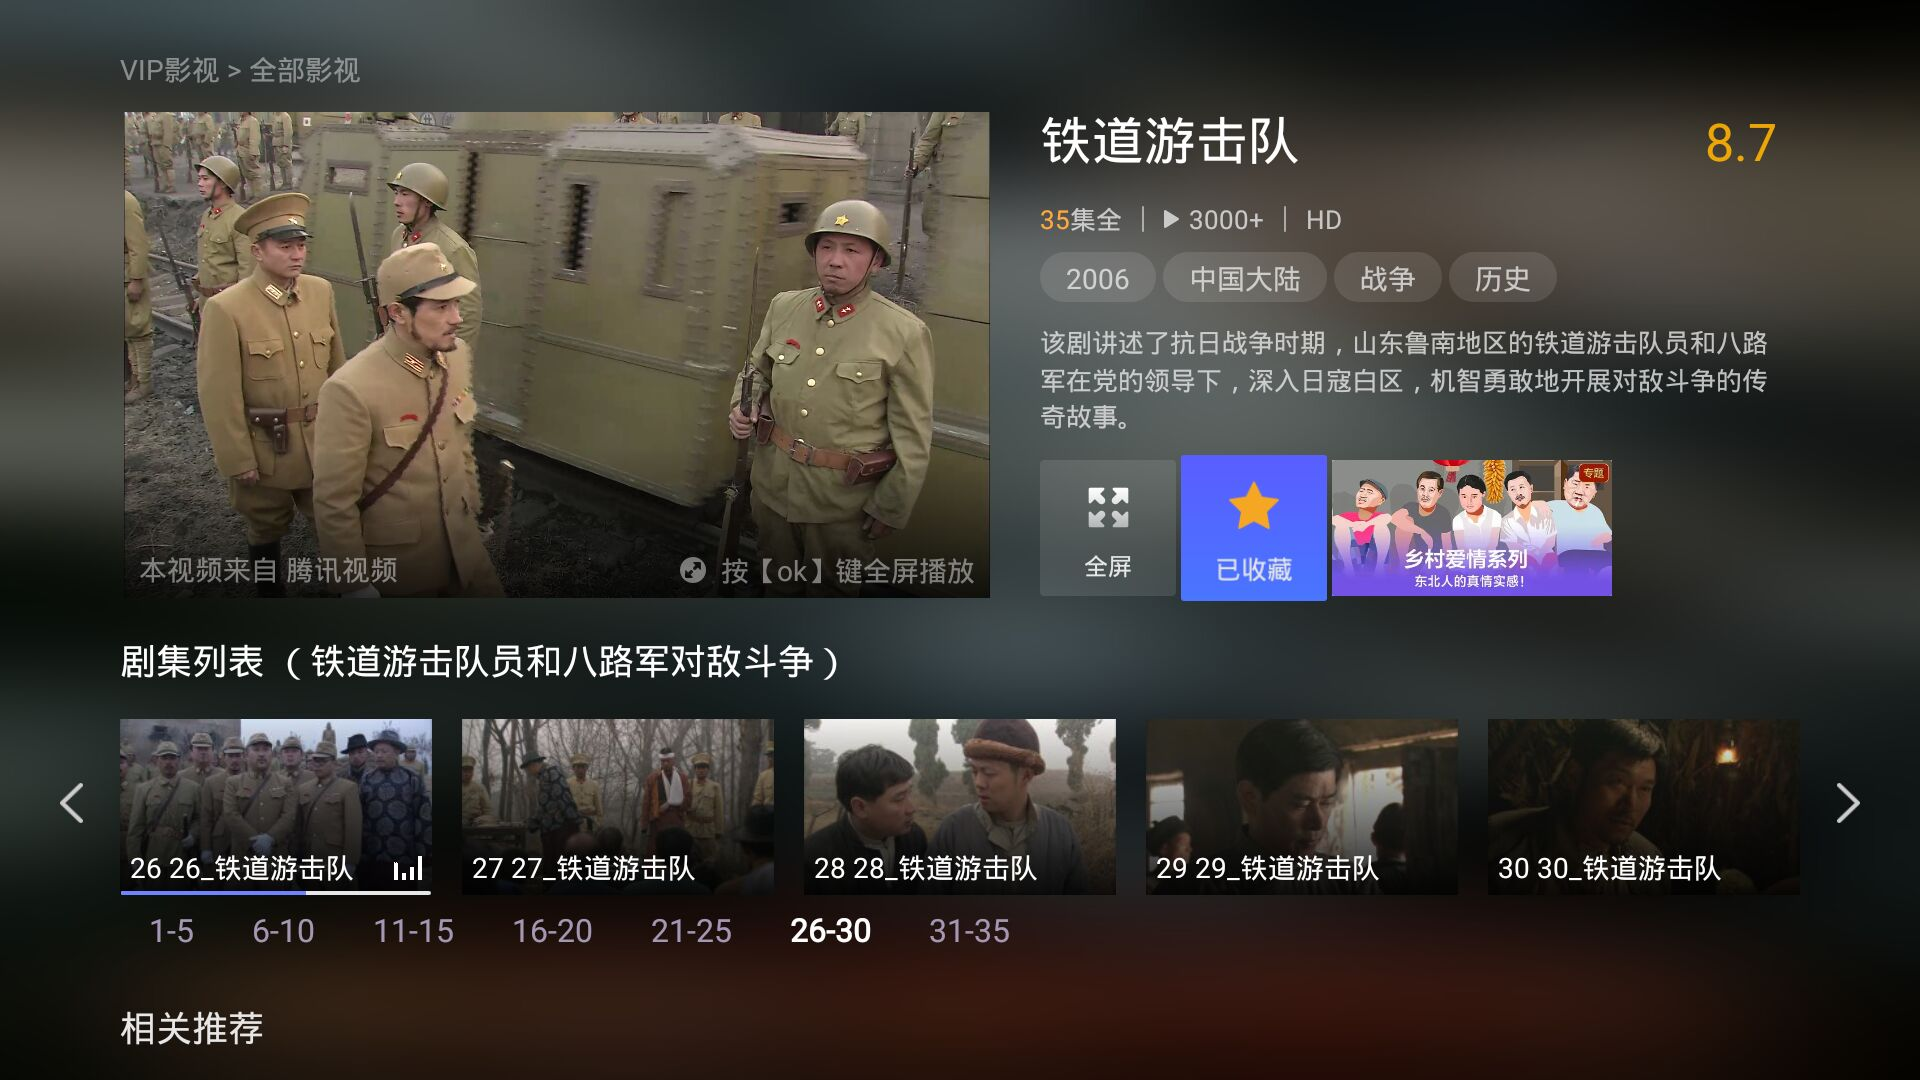 VIP影视 > 全部影视
铁道游击队
8.7
35集全 | 3000+ | HD
2006 中国大陆 战争 历史
该剧讲述了抗日战争时期，山东鲁南地区的铁道游击队员和八路
军在党的领导下，深入日寇白区，机智勇敢地开展对敌斗争的传
奇故事。
本视频来自 腾讯视频
按【ok】键全屏播放
全屏
已收藏
专题
乡村爱情系列
东北人的真情实感！
剧集列表 （铁道游击队员和八路军对敌斗争）
26 26_铁道游击队
27 27_铁道游击队
28 28_铁道游击队
29 29_铁道游击队
30 30_铁道游击队
1-5 6-10 11-15 16-20 21-25 26-30 31-35
相关推荐